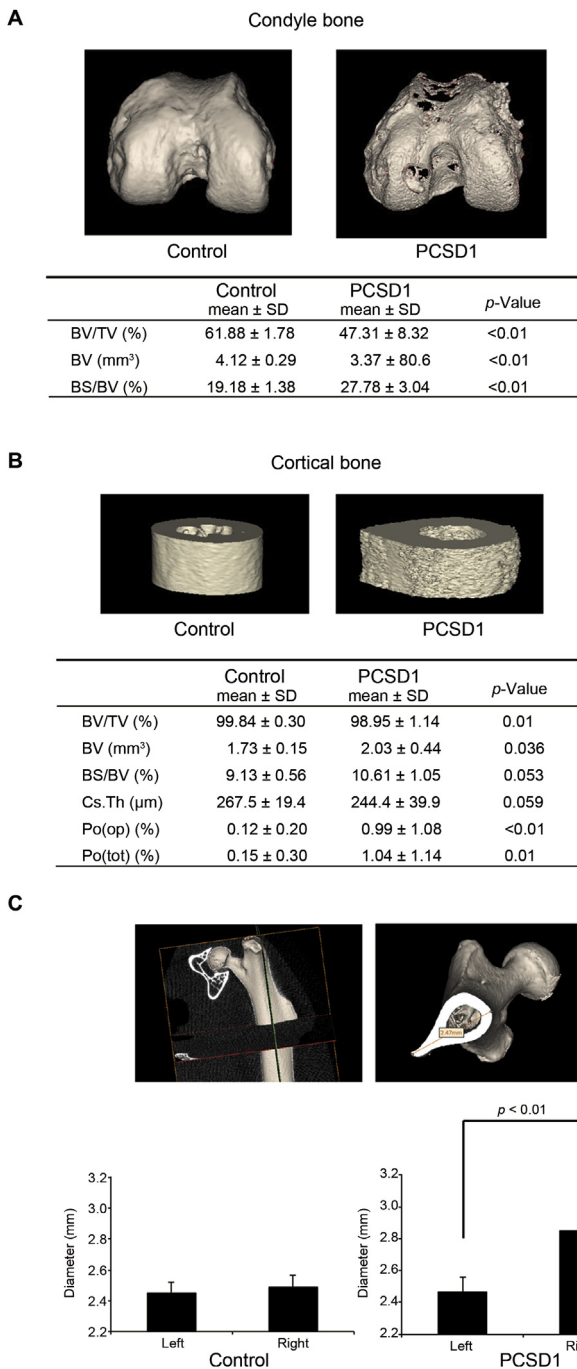 A
Condyle bone
Control
PCSD1
Control PCSD1
mean ± SD mean ± SD p-Value
BV/TV (%) 61.88 ± 1.78 47.31 ± 8.32 <0.01
BV (mm³) 4.12 ± 0.29 3.37 ± 80.6 <0.01
BS/BV (%) 19.18 ± 1.38 27.78 ± 3.04 <0.01
B
Cortical bone
Control
PCSD1
Control PCSD1
mean ± SD mean ± SD p-Value
BV/TV (%) 99.84 ± 0.30 98.95 ± 1.14 0.01
BV (mm³) 1.73 ± 0.15 2.03 ± 0.44 0.036
BS/BV (%) 9.13 ± 0.56 10.61 ± 1.05 0.053
Cs.Th (µm) 267.5 ± 19.4 244.4 ± 39.9 0.059
Po(op) (%) 0.12 ± 0.20 0.99 ± 1.08 <0.01
Po(tot) (%) 0.15 ± 0.30 1.04 ± 1.14 0.01
C
2.47mm
p < 0.01
Diameter (mm)
3.2
3.0
2.8
2.6
2.4
2.2
Left
Right
Control
Diameter (mm)
3.2
3.0
2.8
2.6
2.4
2.2
Left
Ri
PCSD1